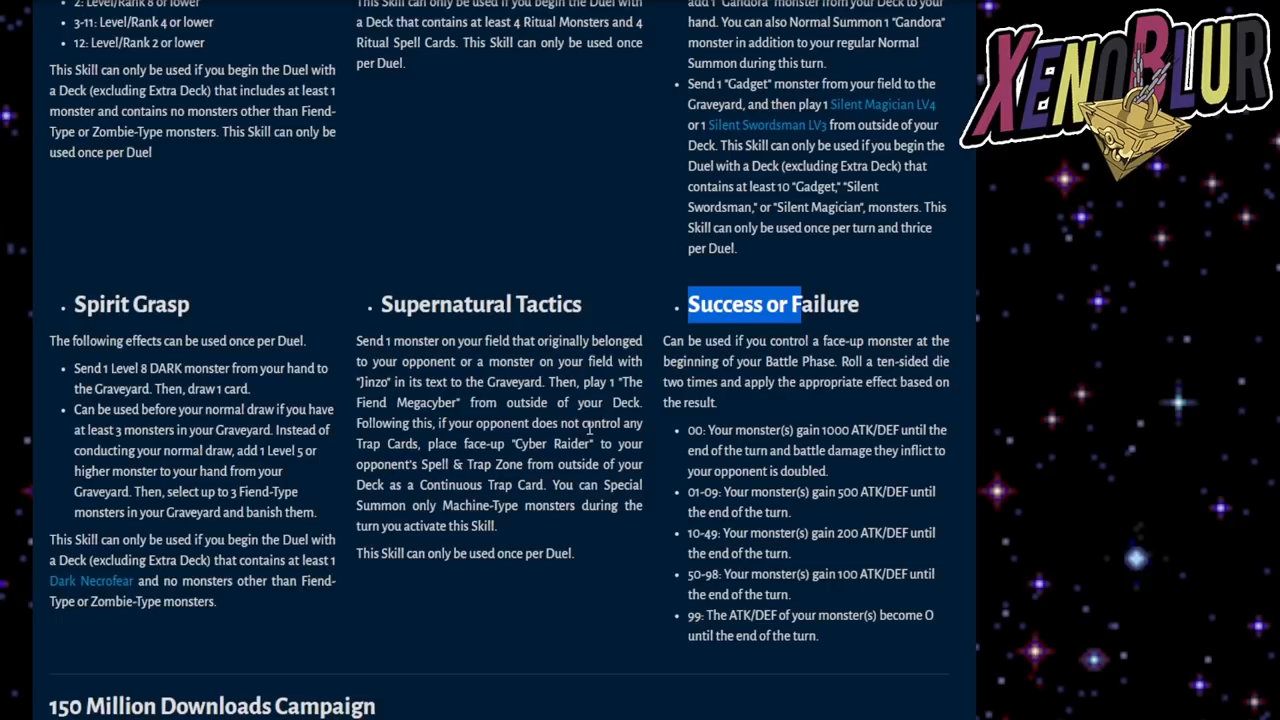 2: Level/Rank 8 or lower
3-11: Level/Rank 4 or lower
12: Level/Rank 2 or lower
This Skill can only be used if you begin the Duel with
a Deck (excluding Extra Deck) that includes at least 1
monster and contains no monsters other than Fiend-
Type or Zombie-Type monsters. This Skill can only be
used once per Duel
This Skill can only be used if you begin the Duel with
a Deck that contains at least 4 Ritual Monsters and 4
Ritual Spell Cards. This Skill can only be used once
per Duel.
add 1 "Gandora" monster from your Deck to your
hand. You can also Normal Summon 1 "Gandora"
monster in addition to your regular Normal
Summon during this turn.
Send 1 "Gadget" monster from your field to the
Graveyard, and then play 1 Silent Magician LV4
or 1 Silent Swordsman LV3 from outside of your
Deck. This Skill can only be used if you begin the
Duel with a Deck (excluding Extra Deck) that
contains at least 10 "Gadget," "Silent
Swordsman," or "Silent Magician", monsters. This
Skill can only be used once per turn and thrice
per Duel.
XENOBLUR
Spirit Grasp
The following effects can be used once per Duel.
Send 1 Level 8 DARK monster from your hand to
the Graveyard. Then, draw 1 card.
Can be used before your normal draw if you have
at least 3 monsters in your Graveyard. Instead of
conducting your normal draw, add 1 Level 5 or
higher monster to your hand from your
Graveyard. Then, select up to 3 Fiend-Type
monsters in your Graveyard and banish them.
This Skill can only be used if you begin the Duel with
a Deck (excluding Extra Deck) that contains at least 1
Dark Necrofear and no monsters other than Fiend-
Type or Zombie-Type monsters.
Supernatural Tactics
Send 1 monster on your field that originally belonged
to your opponent or a monster on your field with
"Jinzo" in its text to the Graveyard. Then, play 1 "The
Fiend Megacyber" from outside of your Deck.
Following this, if your opponent does not control any
Trap Cards, place face-up "Cyber Raider" to your
opponent's Spell & Trap Zone from outside of your
Deck as a Continuous Trap Card. You can Special
Summon only Machine-Type monsters during the
turn you activate this Skill.
This Skill can only be used once per Duel.
Success or Failure
Can be used if you control a face-up monster at the
beginning of your Battle Phase. Roll a ten-sided die
two times and apply the appropriate effect based on
the result.
00: Your monster(s) gain 1000 ATK/DEF until the
end of the turn and battle damage they inflict to
your opponent is doubled.
01-09: Your monster(s) gain 500 ATK/DEF until
the end of the turn.
10-49: Your monster(s) gain 200 ATK/DEF until
the end of the turn.
50-98: Your monster(s) gain 100 ATK/DEF until
the end of the turn.
99: The ATK/DEF of your monster(s) become 0
until the end of the turn.
150 Million Downloads Campaign